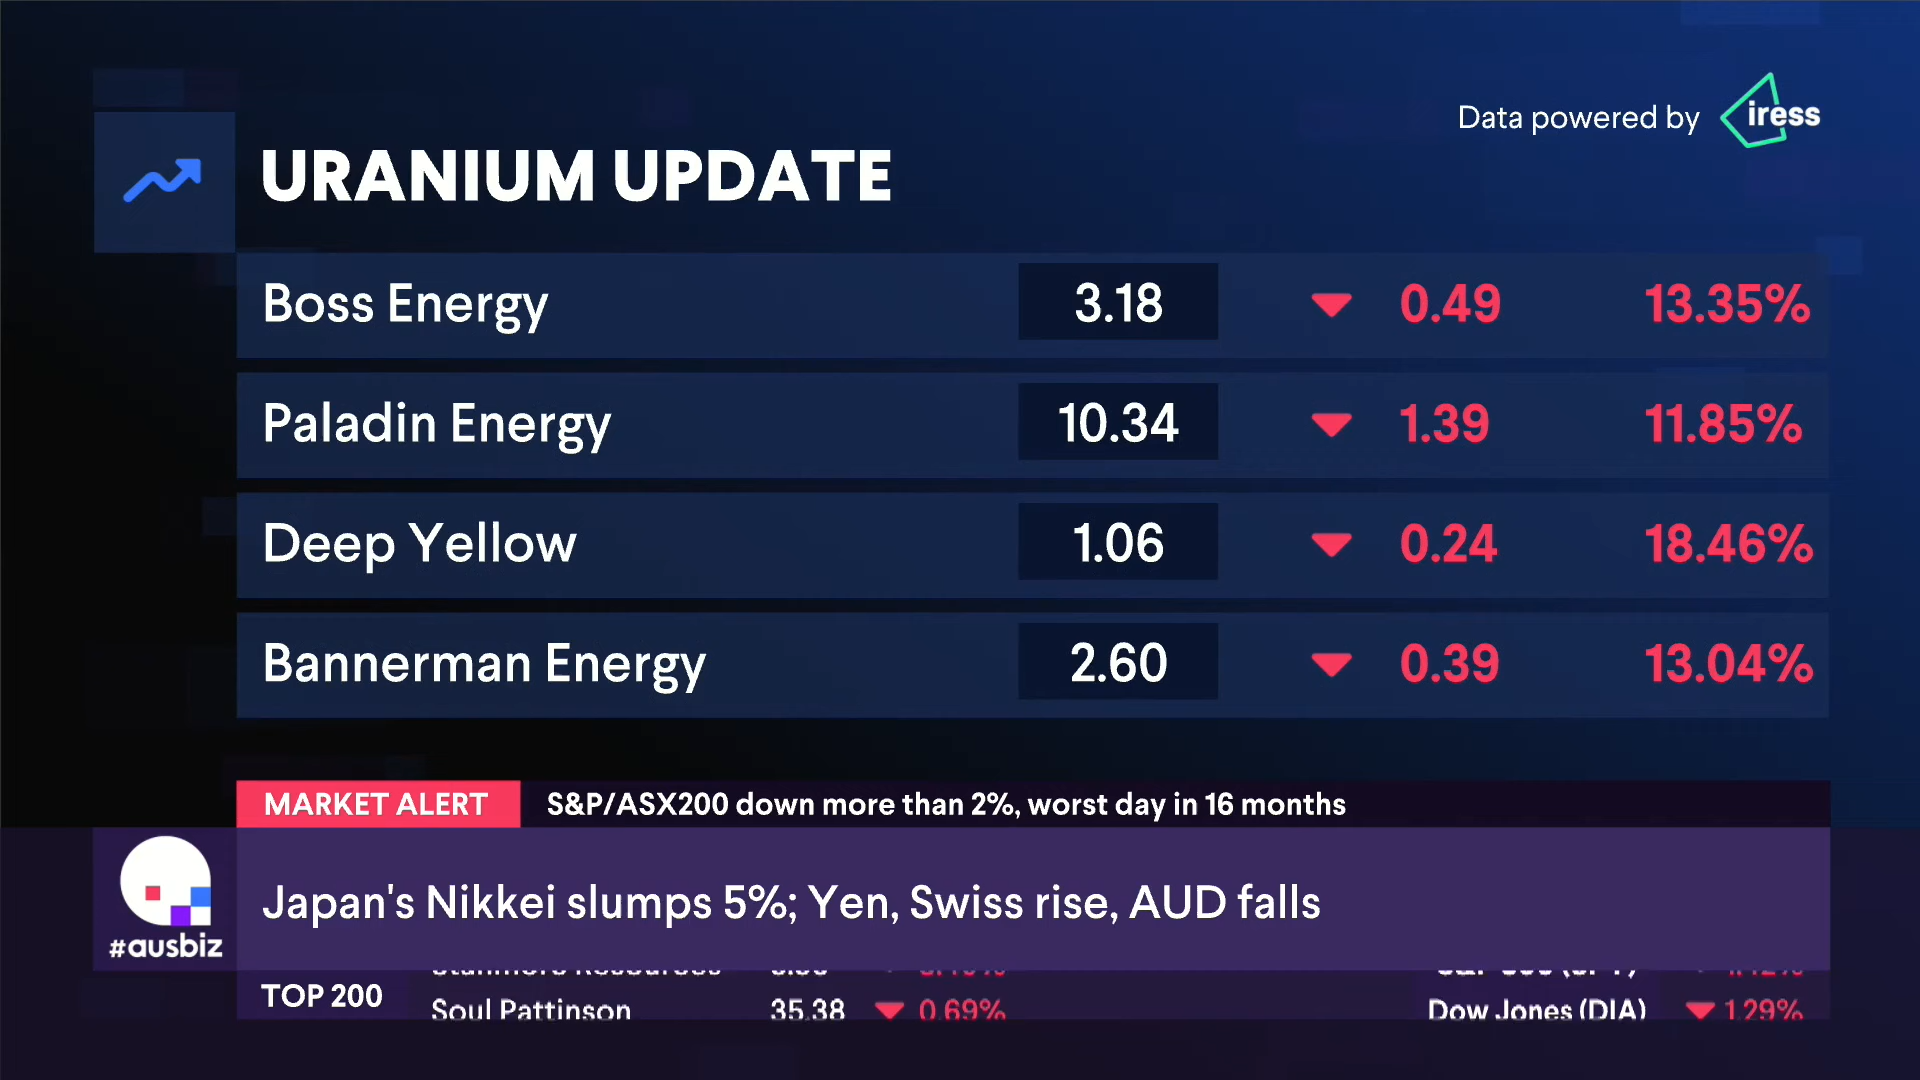 Data powered by iress
URANIUM UPDATE
Boss Energy 3.18 0.49 13.35%
Paladin Energy 10.34 1.39 11.85%
Deep Yellow 1.06 0.24 18.46%
Bannerman Energy 2.60 0.39 13.04%
MARKET ALERT S&P/ASX200 down more than 2%, worst day in 16 months
Japan's Nikkei slumps 5%; Yen, Swiss rise, AUD falls
#ausbiz
TOP 200
Soul Pattinson 35.38 0.69% Dow Jones (DIA) 1.29%